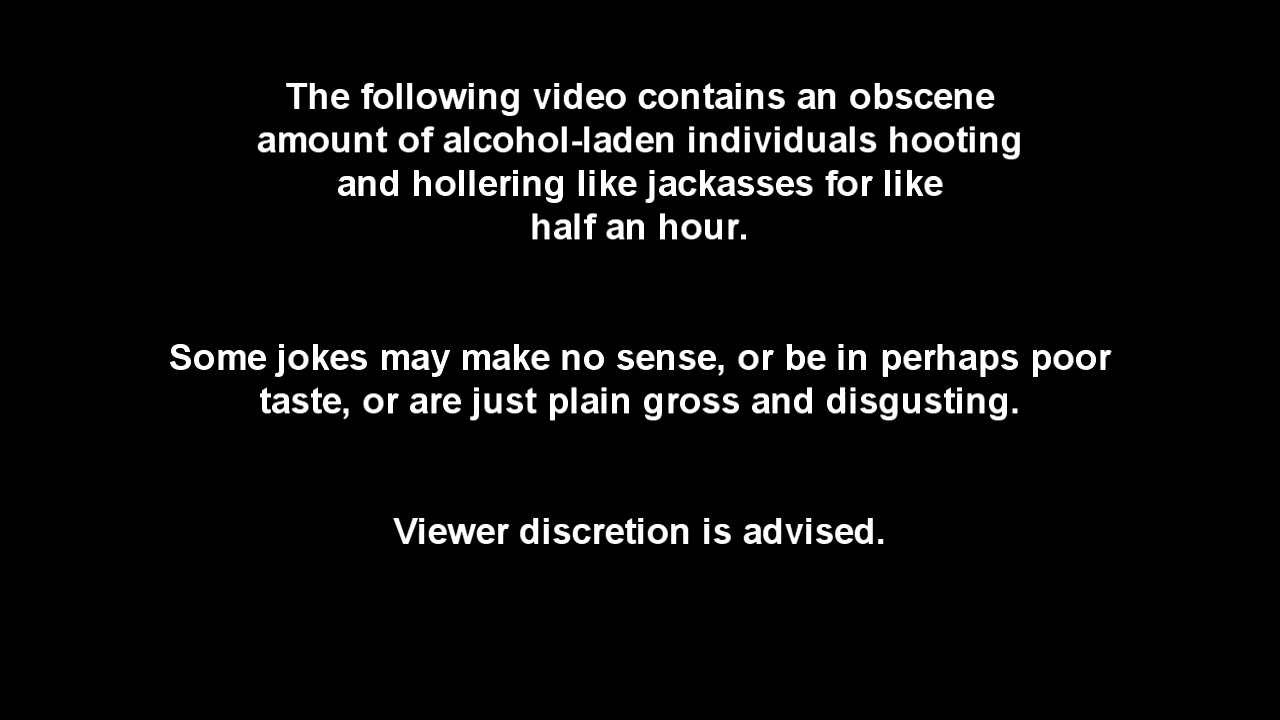 The following video contains an obscene
amount of alcohol-laden individuals hooting
and hollering like jackasses for like
half an hour.
Some jokes may make no sense, or be in perhaps poor
taste, or are just plain gross and disgusting.
Viewer discretion is advised.